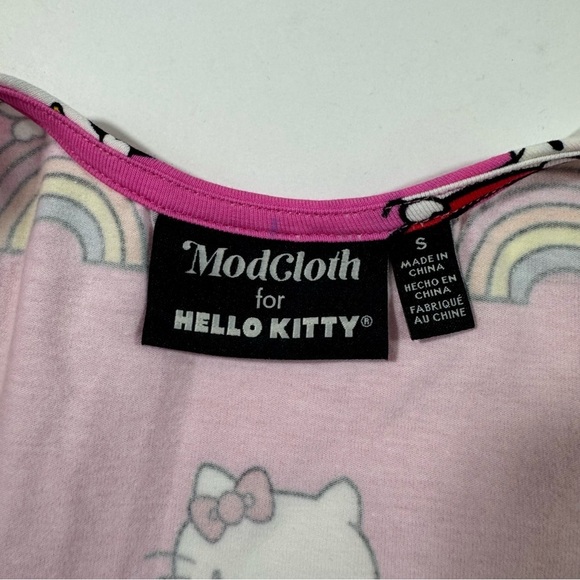 ModCloth
for
HELLO KITTY®
S
MADE IN
CHINA
HECHO EN
CHINA
FABRIQUÉ
AU CHINE